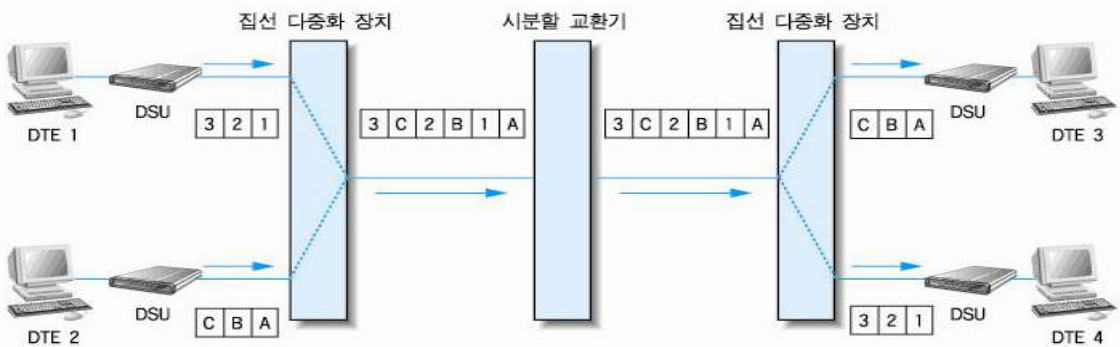 집선 다중화 장치
시분할 교환기
집선 다중화 장치
DTE 1
DSU
3 2 1
3 C 2 B 1 A
3 C 2 B 1 A
C B A
DSU
DTE 3
DTE 2
DSU
C B A
3 2 1
DSU
DTE 4